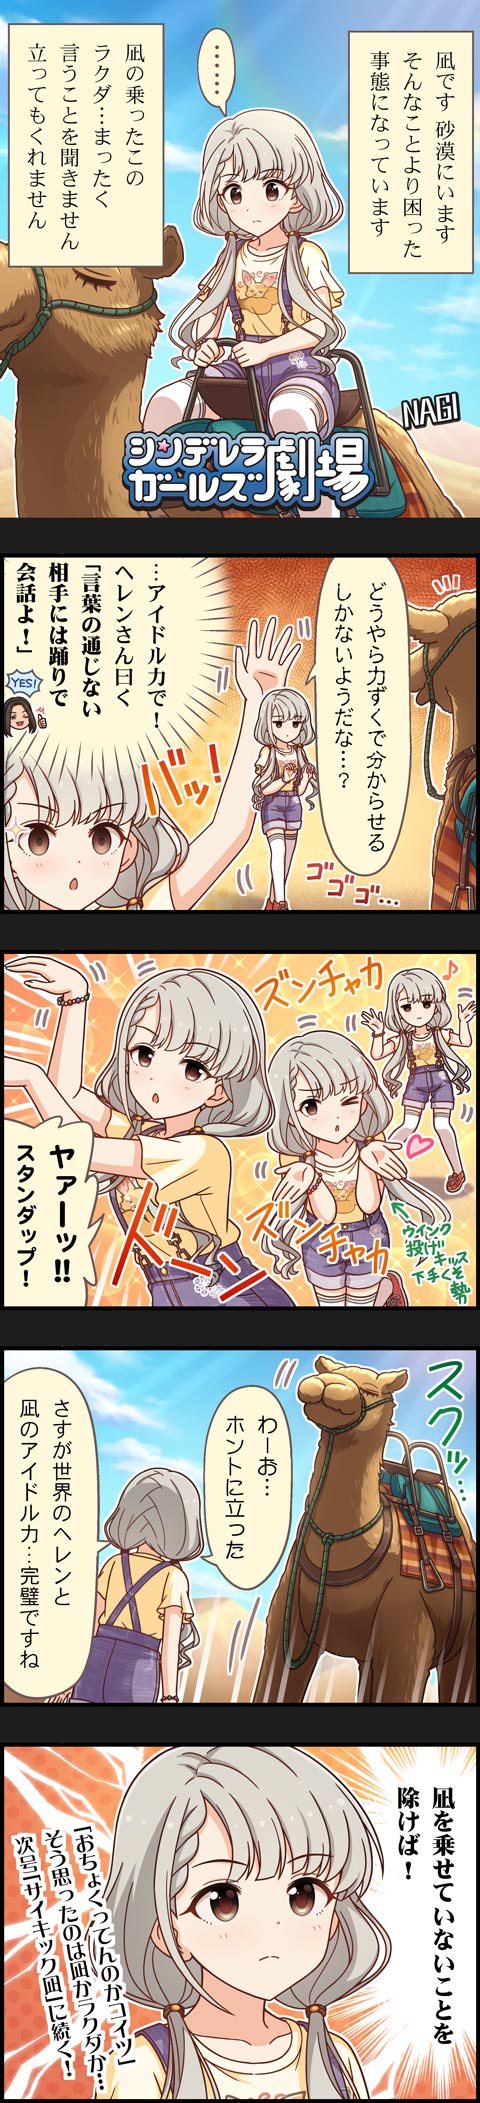 凪です 砂漠にいます
そんなことより困った
事態になっています
………
凪の乗ったこの
ラクダ…まったく
言うことを聞きません
立ってもくれません
NAGI
シンデレラ
ガールズ劇場
どうやら力ずくで分からせる
しかないようだな…?
ゴゴゴ…
…アイドル力で!
ヘレンさん曰く
「言葉の通じない
相手には踊りで
会話よ!」
YES!
バッ!
ズンチャカ
ズンチャカ
ウインク
投げキッス
下手くそ
勢
ドドーン
ヤァーッ!!
スタンダップ!
スクッ…
わーお…
ホントに立った
さすが世界のヘレンと
凪のアイドル力…完璧ですね
凪を乗せていないことを
除けば!
「おちょくってんのかコイツ」
そう思ったのは凪かラクダか…
次号「サイキック凪」に続く!